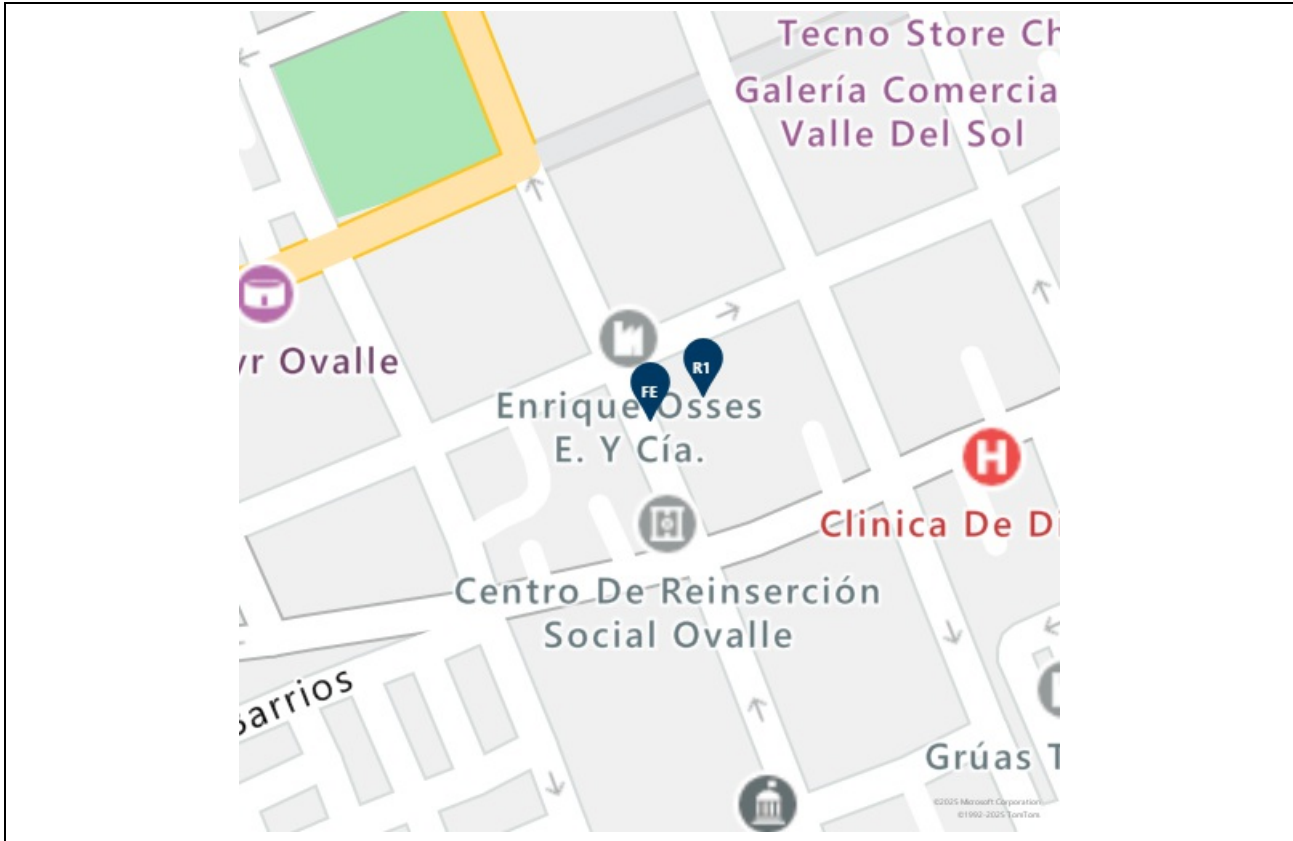 Tecno Store Ch
Galería Comercia
Valle Del Sol
yr Ovalle
R1
FE
Enrique Osses
E. Y Cía.
H
Clinica De Di
Centro De Reinserción
Social Ovalle
Barrios
Grúas T
©2025 Microsoft Corporation
©1992-2025 TomTom